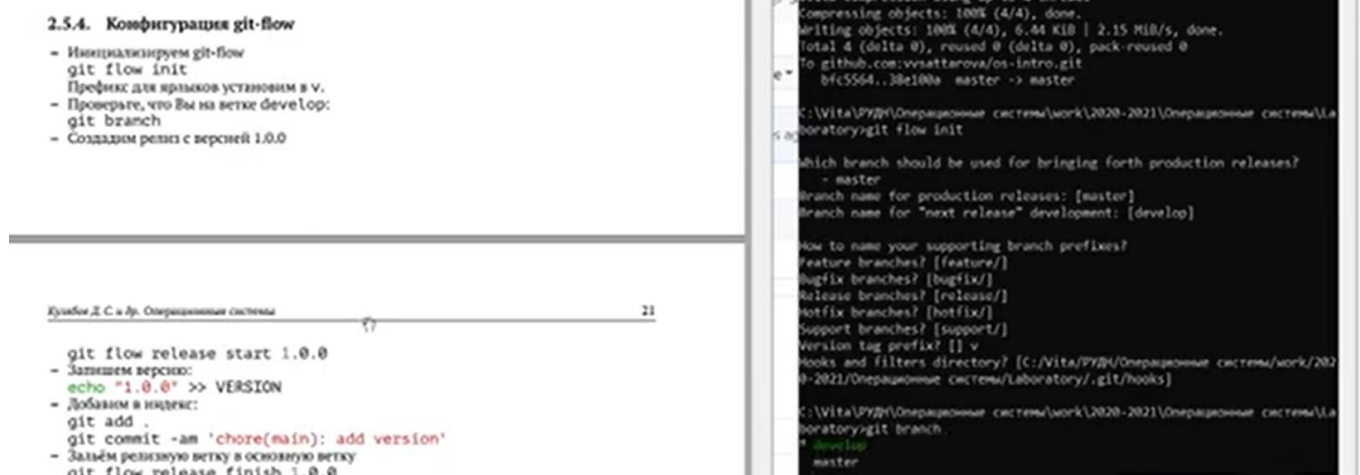 2.5.4. Конфигурация git-flow
– Инициализируем git-flow
git flow init
Префикс для ярлыков установим в v.
– Проверьте, что Вы на ветке develop:
git branch
– Создадим релиз с версией 1.0.0
Кулябов Д. С. и др. Операционные системы 21
git flow release start 1.0.0
– Запишем версию:
echo "1.0.0" >> VERSION
– Добавим в индекс:
git add .
git commit -am 'chore(main): add version'
– Зальём релизную ветку в основную ветку
git flow release finish 1.0.0
Compressing objects: 100% (4/4), done.
Writing objects: 100% (4/4), 6.44 KiB | 2.15 MiB/s, done.
Total 4 (delta 0), reused 0 (delta 0), pack-reused 0
To github.com:vvsattarova/os-intro.git
bfc5564..38e100a master -> master
C:\Vita\РУДН\Операционные системы\work\2020-2021\Операционные системы\La
boratory>git flow init
Which branch should be used for bringing forth production releases?
- master
Branch name for production releases: [master]
Branch name for "next release" development: [develop]
How to name your supporting branch prefixes?
Feature branches? [feature/]
Bugfix branches? [bugfix/]
Release branches? [release/]
Hotfix branches? [hotfix/]
Support branches? [support/]
Version tag prefix? [] v
Hooks and filters directory? [C:/Vita/РУДН/Операционные системы/work/202
0-2021/Операционные системы/Laboratory/.git/hooks]
C:\Vita\РУДН\Операционные системы\work\2020-2021\Операционные системы\La
boratory>git branch
* develop
master